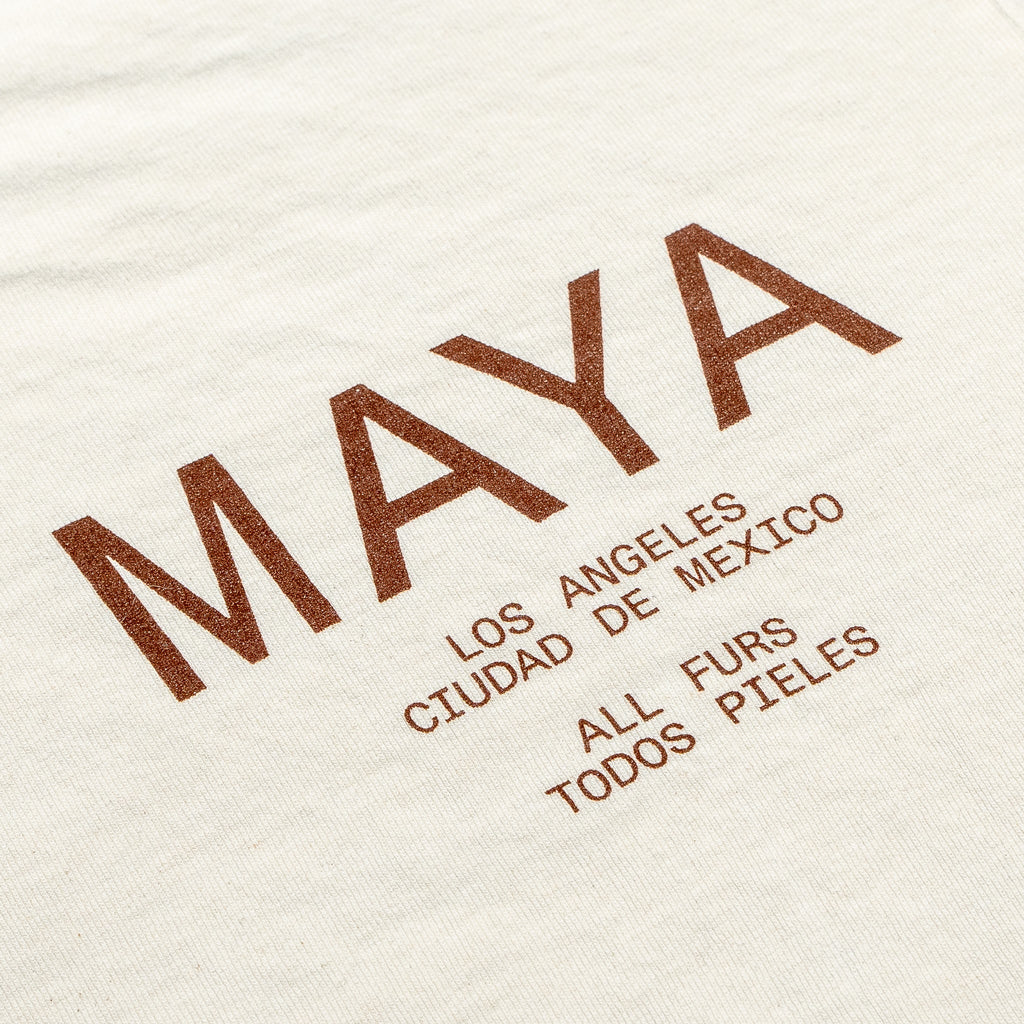 MAYA
LOS ANGELES
CIUDAD DE MEXICO
ALL FURS
TODOS PIELES